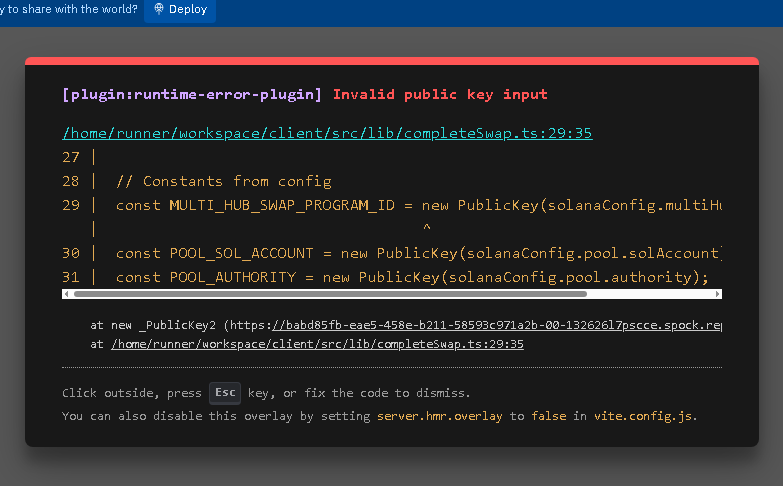 y to share with the world? Deploy
[plugin:runtime-error-plugin] Invalid public key input
/home/runner/workspace/client/src/lib/completeSwap.ts:29:35
27 |
28 | // Constants from config
29 | const MULTI_HUB_SWAP_PROGRAM_ID = new PublicKey(solanaConfig.multiHu
| ^
30 | const POOL_SOL_ACCOUNT = new PublicKey(solanaConfig.pool.solAccount)
31 | const POOL_AUTHORITY = new PublicKey(solanaConfig.pool.authority);
at new _PublicKey2 (https://babd85fb-eae5-458e-b211-58593c971a2b-00-132626l7pscce.spock.rep
at /home/runner/workspace/client/src/lib/completeSwap.ts:29:35
Click outside, press Esc key, or fix the code to dismiss.
You can also disable this overlay by setting server.hmr.overlay to false in vite.config.js.